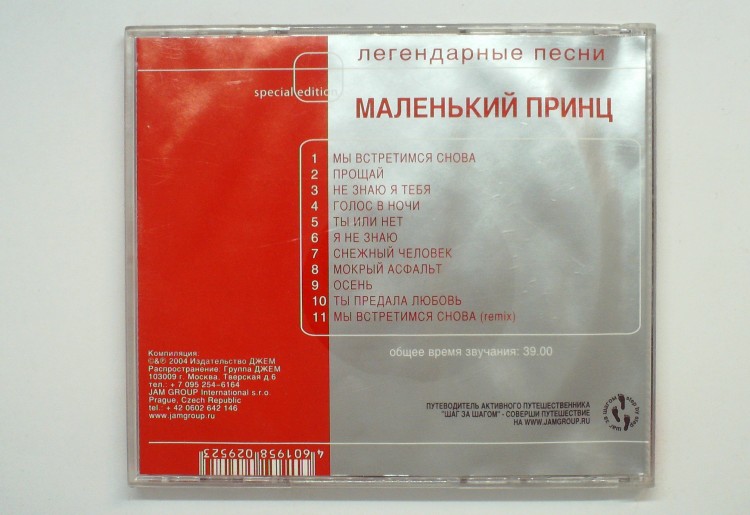 легендарные песни
special edition
МАЛЕНЬКИЙ ПРИНЦ
1 МЫ ВСТРЕТИМСЯ СНОВА
2 ПРОЩАЙ
3 НЕ ЗНАЮ Я ТЕБЯ
4 ГОЛОС В НОЧИ
5 ТЫ ИЛИ НЕТ
6 Я НЕ ЗНАЮ
7 СНЕЖНЫЙ ЧЕЛОВЕК
8 МОКРЫЙ АСФАЛЬТ
9 ОСЕНЬ
10 ТЫ ПРЕДАЛА ЛЮБОВЬ
11 МЫ ВСТРЕТИМСЯ СНОВА (remix)
общее время звучания: 39.00
Компиляция:
©&℗ 2004 Издательство ДЖЕМ
Распространение: Группа ДЖЕМ
103009 г. Москва, Тверская д.6
тел.: + 7 095 254-6164
JAM GROUP International s.r.o.
Prague, Czech Republic
tel.: + 42 0602 642 146
www.jamgroup.ru
ПУТЕВОДИТЕЛЬ АКТИВНОГО ПУТЕШЕСТВЕННИКА
"ШАГ ЗА ШАГОМ" - СОВЕРШИ ПУТЕШЕСТВИЕ
НА WWW.JAMGROUP.RU
4 601958 029523